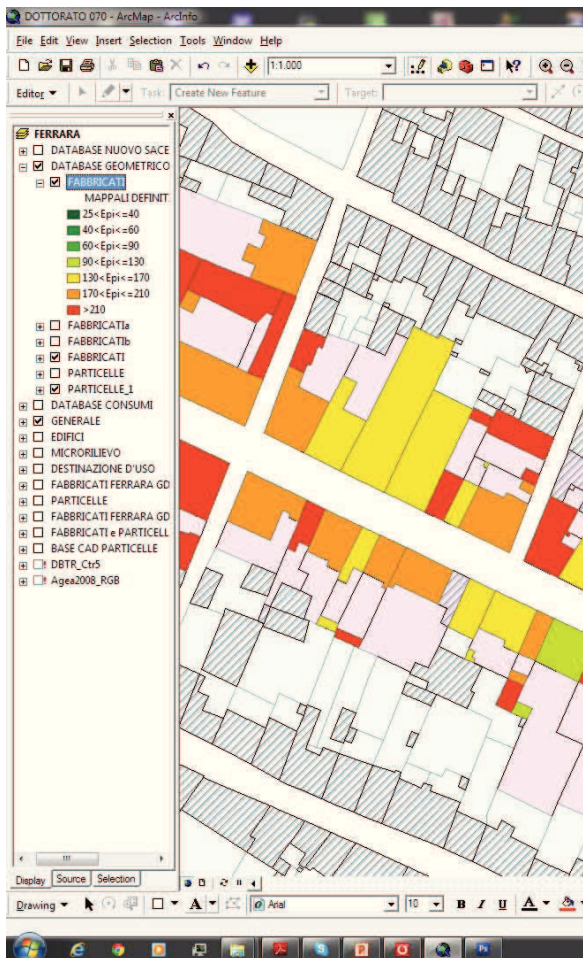 DOTTORATO 070 - ArcMap - ArcInfo
File Edit View Insert Selection Tools Window Help
1:1.000
Editor Task: Create New Feature Target:
FERRARA
DATABASE NUOVO SACE
DATABASE GEOMETRICO
FABBRICATI
MAPPALI DEFINIT
25<Epi<=40
40<Epi<=60
60<Epi<=90
90<Epi<=130
130<Epi<=170
170<Epi<=210
>210
FABBRICATIa
FABBRICATIb
FABBRICATI
PARTICELLE
PARTICELLE_1
DATABASE CONSUMI
GENERALE
EDIFICI
MICRORILIEVO
DESTINAZIONE D'USO
FABBRICATI FERRARA GD
PARTICELLE
FABBRICATI FERRARA GD
FABBRICATI e PARTICELL
BASE CAD PARTICELLE
DBTR_Ctr5
Agea2008_RGB
Display Source Selection
Drawing A Arial 10 B I U A